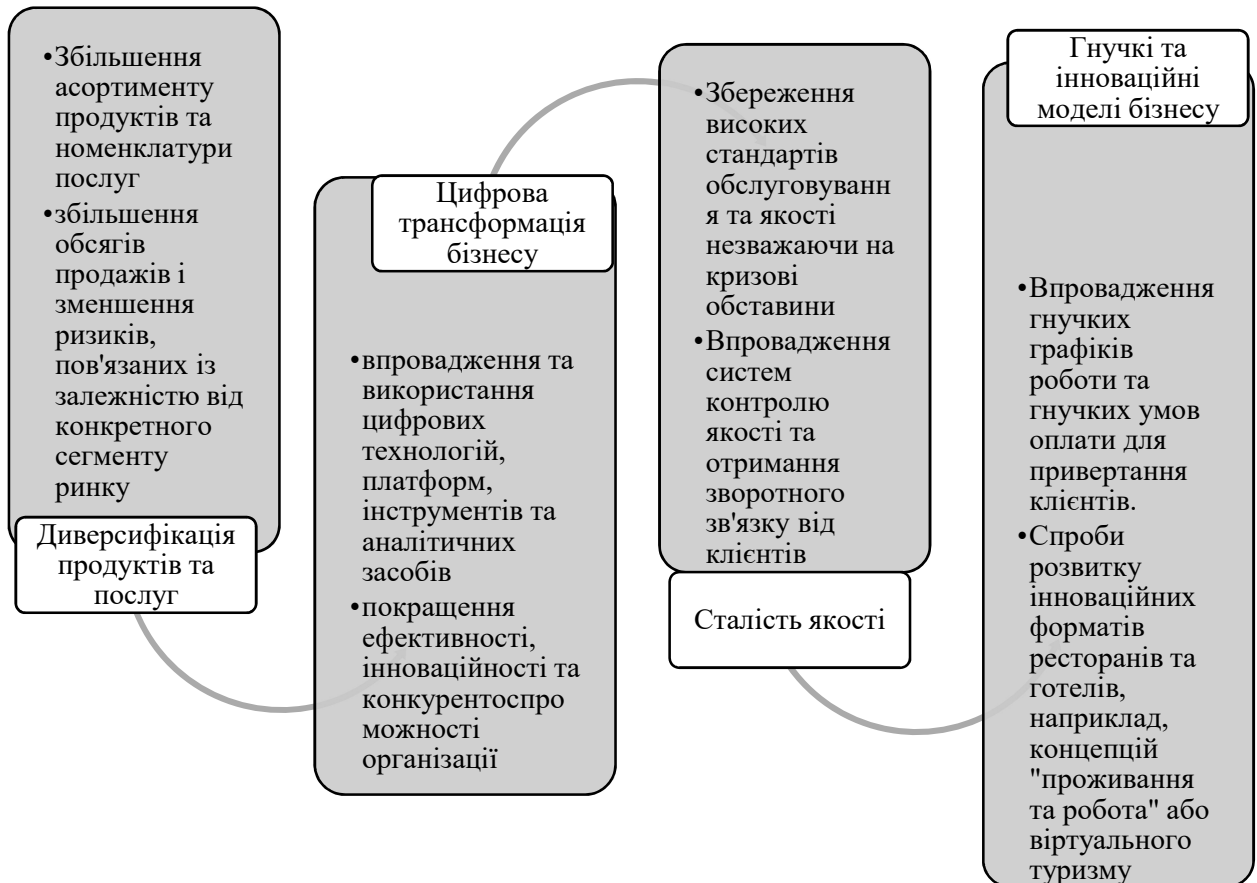 •Збільшення
асортименту
продуктів та
номенклатури
послуг
•збільшення
обсягів
продажів і
зменшення
ризиків,
пов'язаних із
залежністю від
конкретного
сегменту
ринку
Диверсифікація
продуктів та
послуг
Цифрова
трансформація
бізнесу
•впровадження та
використання
цифрових
технологій,
платформ,
інструментів та
аналітичних
засобів
•покращення
ефективності,
інноваційності та
конкурентоспро
можності
організації
•Збереження
високих
стандартів
обслуговуванн
я та якості
незважаючи на
кризові
обставини
•Впровадження
систем
контролю
якості та
отримання
зворотного
зв'язку від
клієнтів
Сталість якості
Гнучкі та
інноваційні
моделі бізнесу
•Впровадження
гнучких
графіків
роботи та
гнучких умов
оплати для
привертання
клієнтів.
•Спроби
розвитку
інноваційних
форматів
ресторанів та
готелів,
наприклад,
концепцій
"проживання
та робота" або
віртуального
туризму